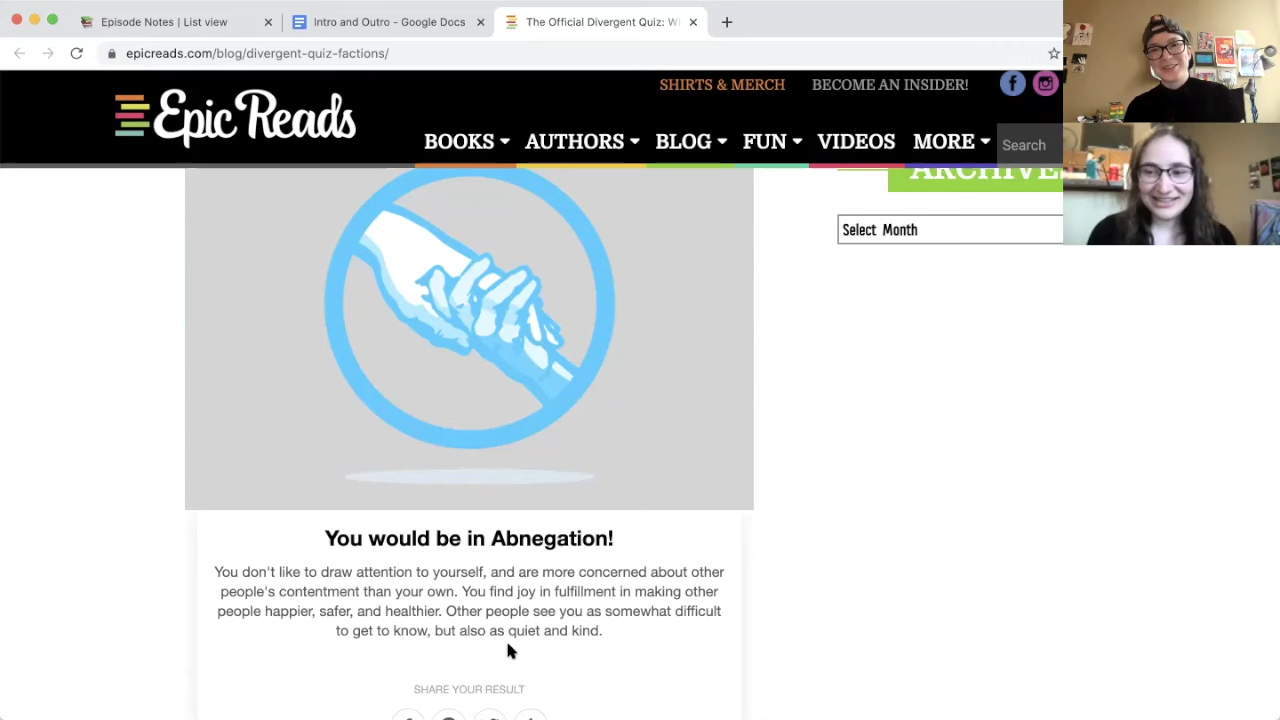 Episode Notes | List view
Intro and Outro - Google Docs
The Official Divergent Quiz: W
epicreads.com/blog/divergent-quiz-factions/
SHIRTS & MERCH
BECOME AN INSIDER!
Epic Reads
BOOKS
AUTHORS
BLOG
FUN
VIDEOS
MORE
Search
ARCHIVES
Select Month
You would be in Abnegation!
You don't like to draw attention to yourself, and are more concerned about other
people's contentment than your own. You find joy in fulfillment in making other
people happier, safer, and healthier. Other people see you as somewhat difficult
to get to know, but also as quiet and kind.
SHARE YOUR RESULT